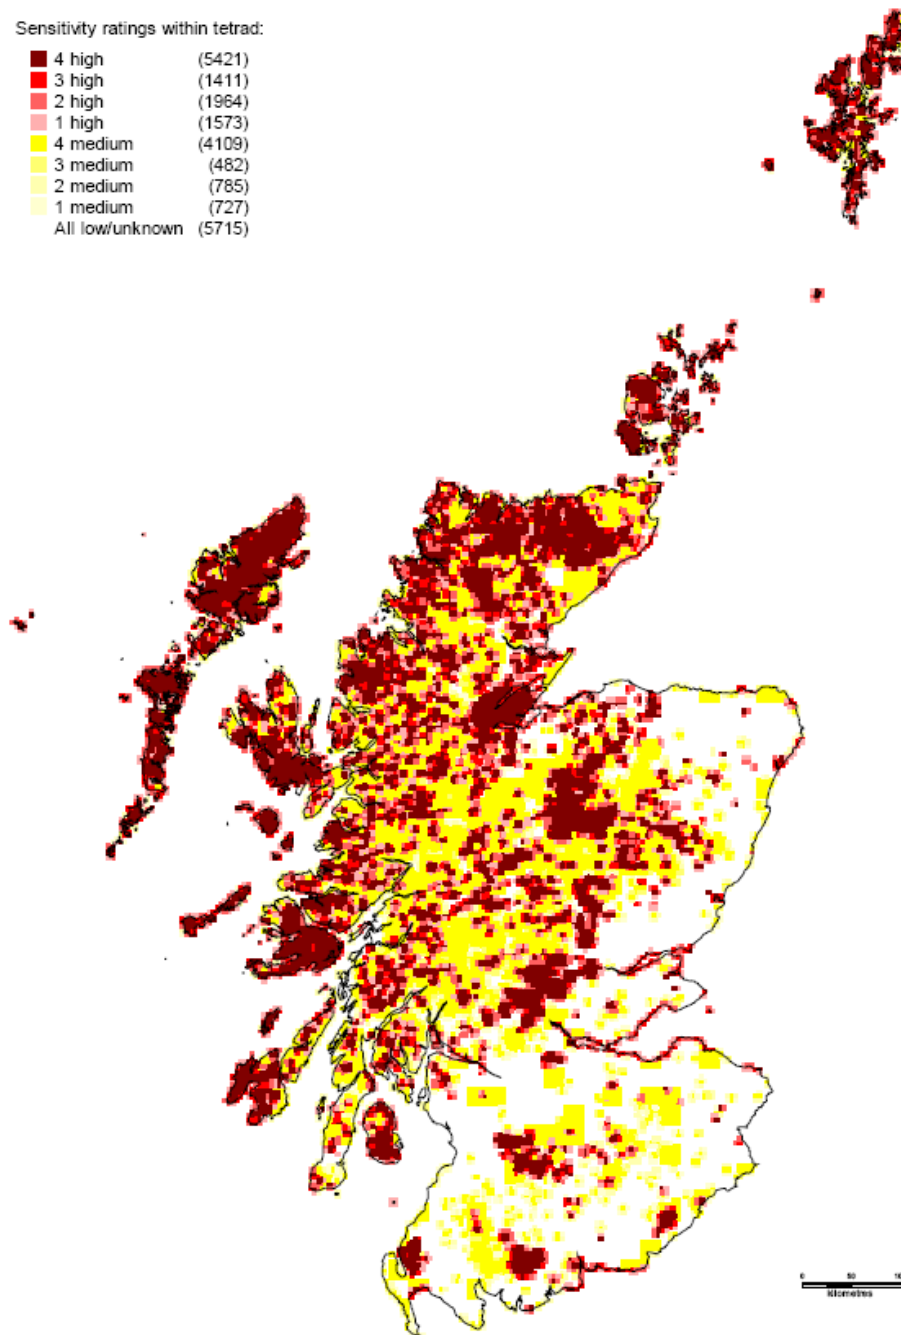 Sensitivity ratings within tetrad:
4 high (5421)
3 high (1411)
2 high (1964)
1 high (1573)
4 medium (4109)
3 medium (482)
2 medium (785)
1 medium (727)
All low/unknown (5715)
0 50 10
kilometres